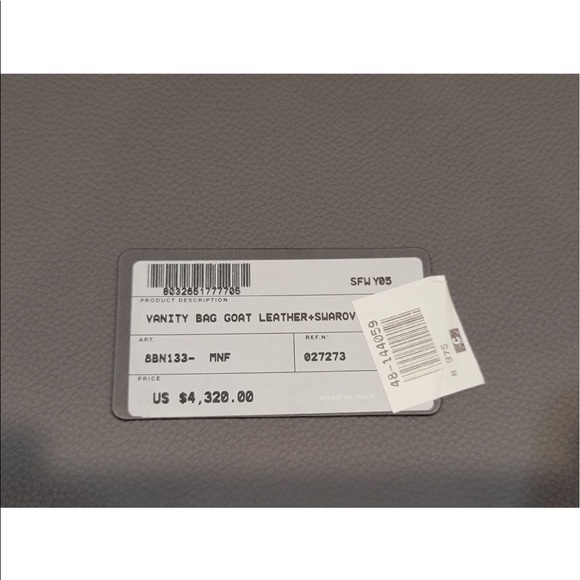 8032651777705
SFW Y05
PRODUCT DESCRIPTION
VANITY BAG GOAT LEATHER+SWAROV
ART.
REF.N°
8BN133- MNF
027273
PRICE
US $4,320.00
MADE IN ITALY
48-144059
N 975